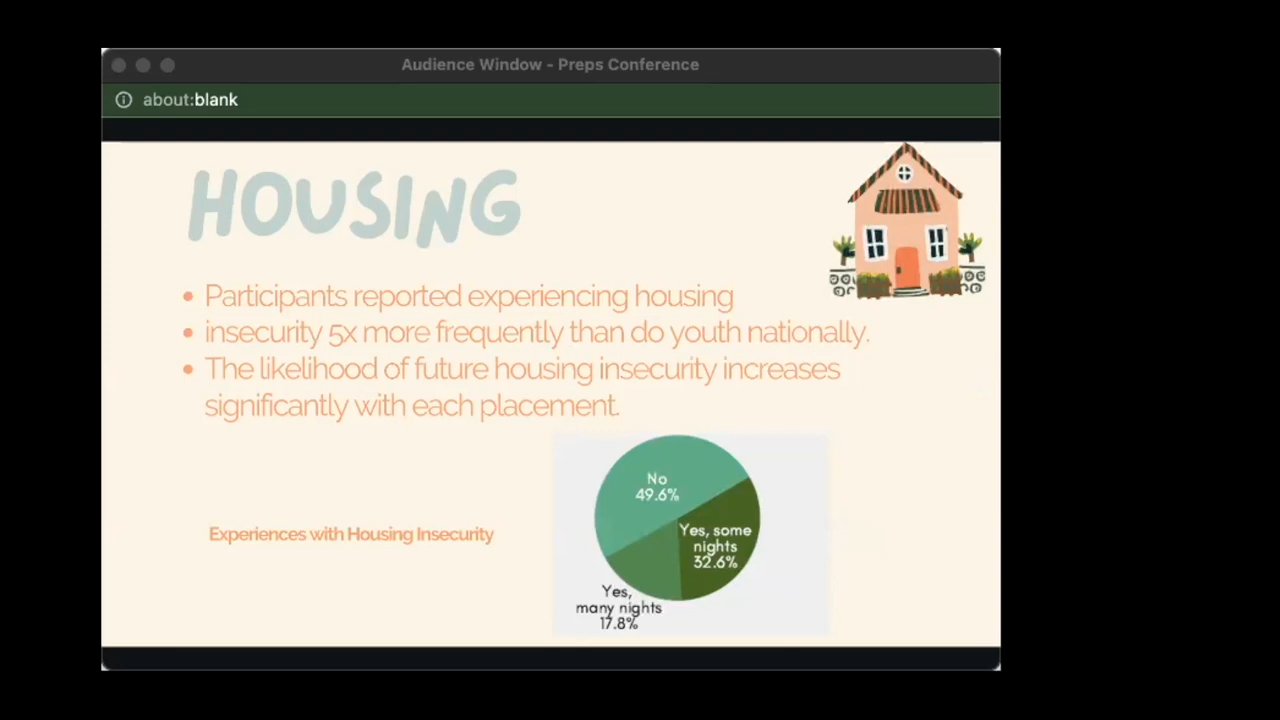 Audience Window - Preps Conference
about:blank
HOUSING
• Participants reported experiencing housing
• insecurity 5x more frequently than do youth nationally.
• The likelihood of future housing insecurity increases
significantly with each placement.
Experiences with Housing Insecurity
No
49.6%
Yes, some
nights
32.6%
Yes,
many nights
17.8%